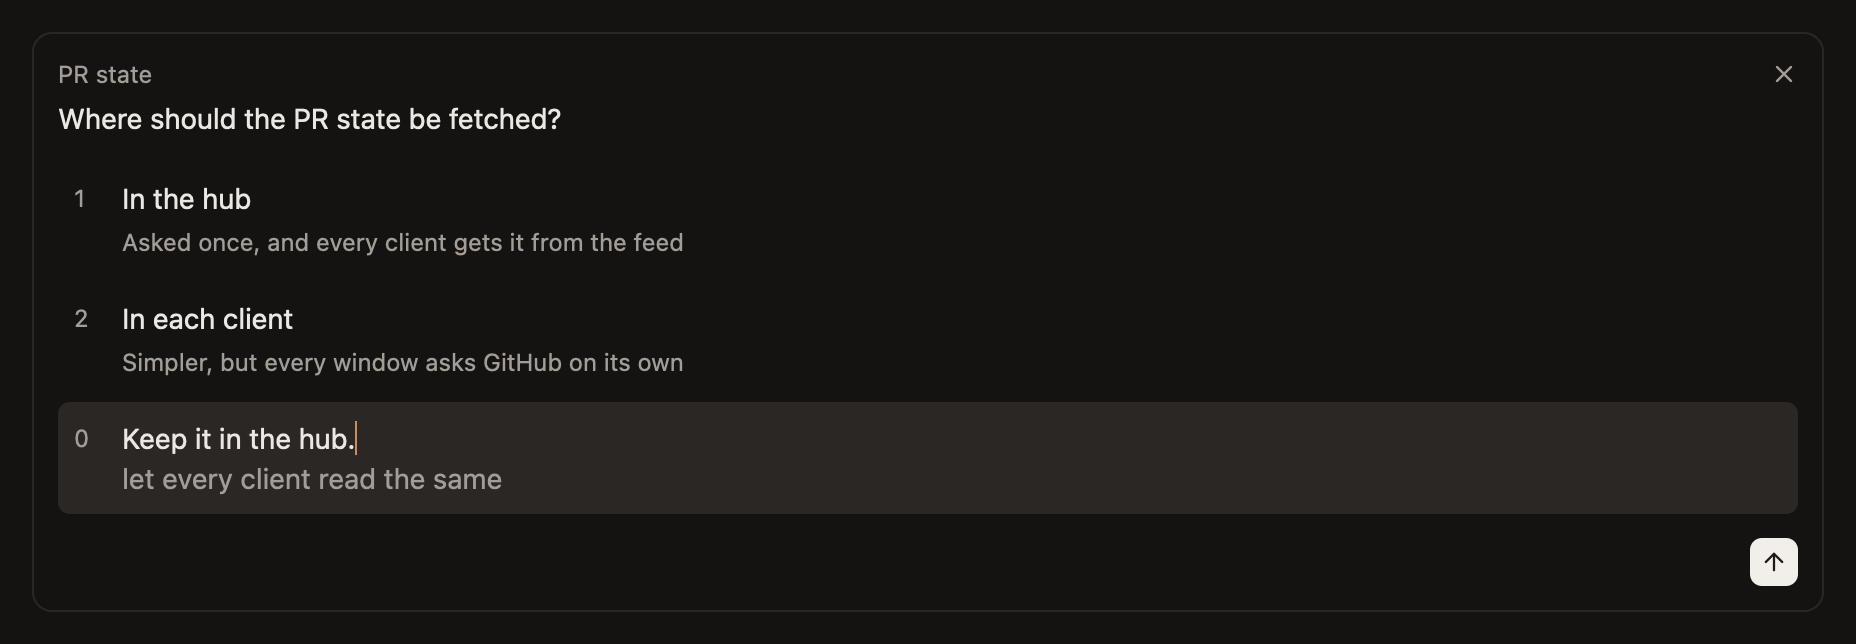 PR state
Where should the PR state be fetched?
1 In the hub
Asked once, and every client gets it from the feed
2 In each client
Simpler, but every window asks GitHub on its own
0 Keep it in the hub.
let every client read the same